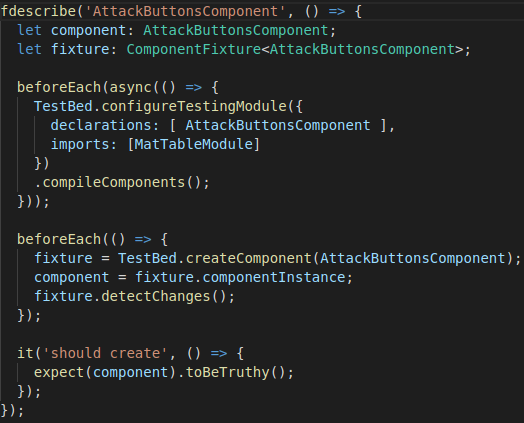 fdescribe('AttackButtonsComponent', () => {
  let component: AttackButtonsComponent;
  let fixture: ComponentFixture<AttackButtonsComponent>;

  beforeEach(async(() => {
    TestBed.configureTestingModule({
      declarations: [ AttackButtonsComponent ],
      imports: [MatTableModule]
    })
    .compileComponents();
  }));

  beforeEach(() => {
    fixture = TestBed.createComponent(AttackButtonsComponent);
    component = fixture.componentInstance;
    fixture.detectChanges();
  });

  it('should create', () => {
    expect(component).toBeTruthy();
  });
});